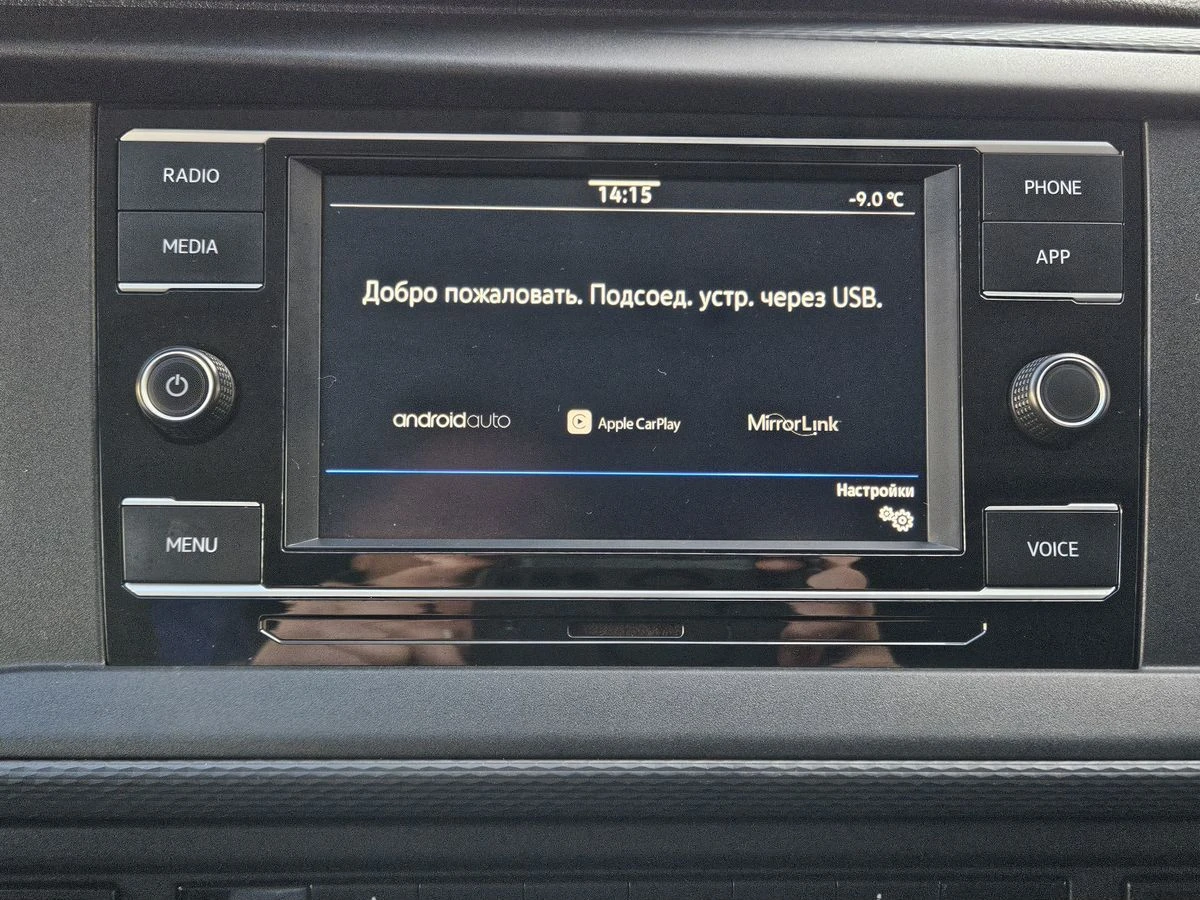 RADIO
MEDIA
14:15
-9.0 °C
PHONE
APP
Добро пожаловать. Подсоед. устр. через USB.
androidauto
Apple CarPlay
MirrorLink
Настройки
MENU
VOICE